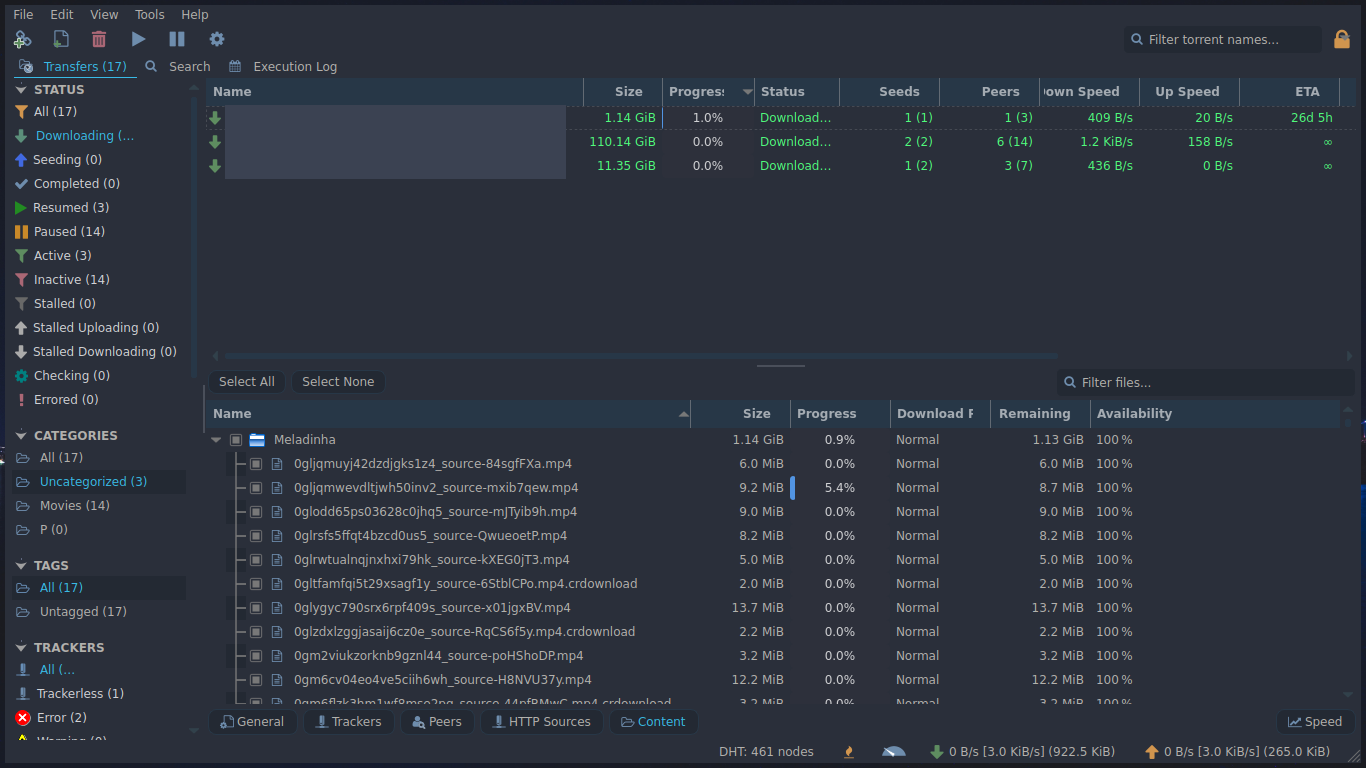 File Edit View Tools Help
Filter torrent names...
Transfers (17) Search Execution Log
STATUS
All (17)
Downloading (...
Seeding (0)
Completed (0)
Resumed (3)
Paused (14)
Active (3)
Inactive (14)
Stalled (0)
Stalled Uploading (0)
Stalled Downloading (0)
Checking (0)
Errored (0)
CATEGORIES
All (17)
Uncategorized (3)
Movies (14)
P (0)
TAGS
All (17)
Untagged (17)
TRACKERS
All (...
Trackerless (1)
Error (2)
Warning (0)
Name Size Progress Status Seeds Peers own Speed Up Speed ETA
1.14 GiB 1.0% Download... 1 (1) 1 (3) 409 B/s 20 B/s 26d 5h
110.14 GiB 0.0% Download... 2 (2) 6 (14) 1.2 KiB/s 158 B/s ∞
11.35 GiB 0.0% Download... 1 (2) 3 (7) 436 B/s 0 B/s ∞
Select All Select None Filter files...
Name Size Progress Download F Remaining Availability
Meladinha 1.14 GiB 0.9% Normal 1.13 GiB 100 %
0gljqmuyj42dzdjgks1z4_source-84sgfFXa.mp4 6.0 MiB 0.0% Normal 6.0 MiB 100 %
0gljqmwevdltjwh50inv2_source-mxib7qew.mp4 9.2 MiB 5.4% Normal 8.7 MiB 100 %
0glodd65ps03628c0jhq5_source-mJTyib9h.mp4 9.0 MiB 0.0% Normal 9.0 MiB 100 %
0glrsfs5ffqt4bzcd0us5_source-QwueoetP.mp4 8.2 MiB 0.0% Normal 8.2 MiB 100 %
0glrwtualnqjnxhxi79hk_source-kXEG0jT3.mp4 5.0 MiB 0.0% Normal 5.0 MiB 100 %
0gltfamfqi5t29xsagf1y_source-6StblCPo.mp4.crdownload 2.0 MiB 0.0% Normal 2.0 MiB 100 %
0glygyc790srx6rpf409s_source-x01jgxBV.mp4 13.7 MiB 0.0% Normal 13.7 MiB 100 %
0glzdxlzggjasaij6cz0e_source-RqCS6f5y.mp4.crdownload 2.2 MiB 0.0% Normal 2.2 MiB 100 %
0gm2viukzorknb9gznl44_source-poHShoDP.mp4 3.2 MiB 0.0% Normal 3.2 MiB 100 %
0gm6cv04eo4ve5ciih6wh_source-H8NVU37y.mp4 12.2 MiB 0.0% Normal 12.2 MiB 100 %
3.2 MiB 0.0% Normal 3.2 MiB 100 %
General Trackers Peers HTTP Sources Content Speed
DHT: 461 nodes 0 B/s [3.0 KiB/s] (922.5 KiB) 0 B/s [3.0 KiB/s] (265.0 KiB)